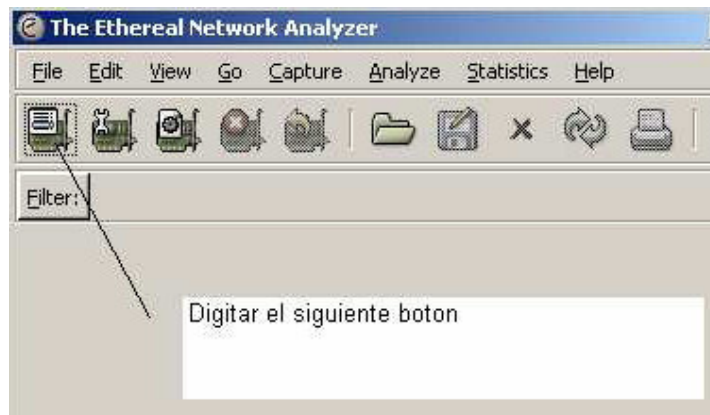 The Ethereal Network Analyzer
File Edit View Go Capture Analyze Statistics Help
Filter:
Digitar el siguiente boton